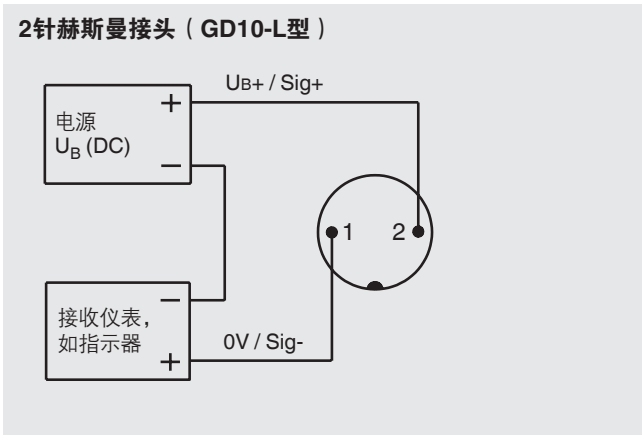 2针赫斯曼接头（GD10-L型）
UB+ / Sig+
+
电源
UB (DC)
−
1 2
−
接收仪表，
如指示器
+
0V / Sig-